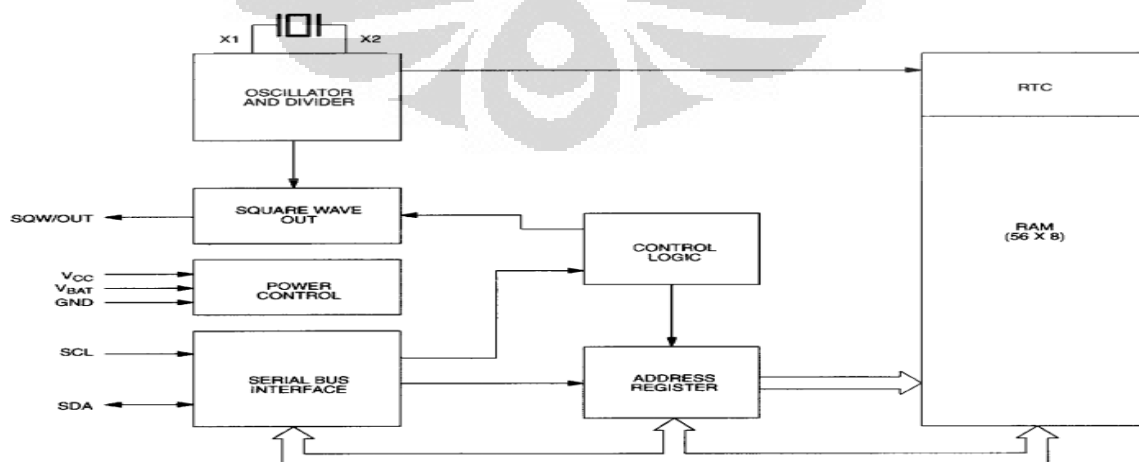 X1 X2
OSCILLATOR
AND DIVIDER
RTC
SQW/OUT
SQUARE WAVE
OUT
CONTROL
LOGIC
RAM
(56 X 8)
VCC
VBAT
GND
POWER
CONTROL
SCL
SDA
SERIAL BUS
INTERFACE
ADDRESS
REGISTER